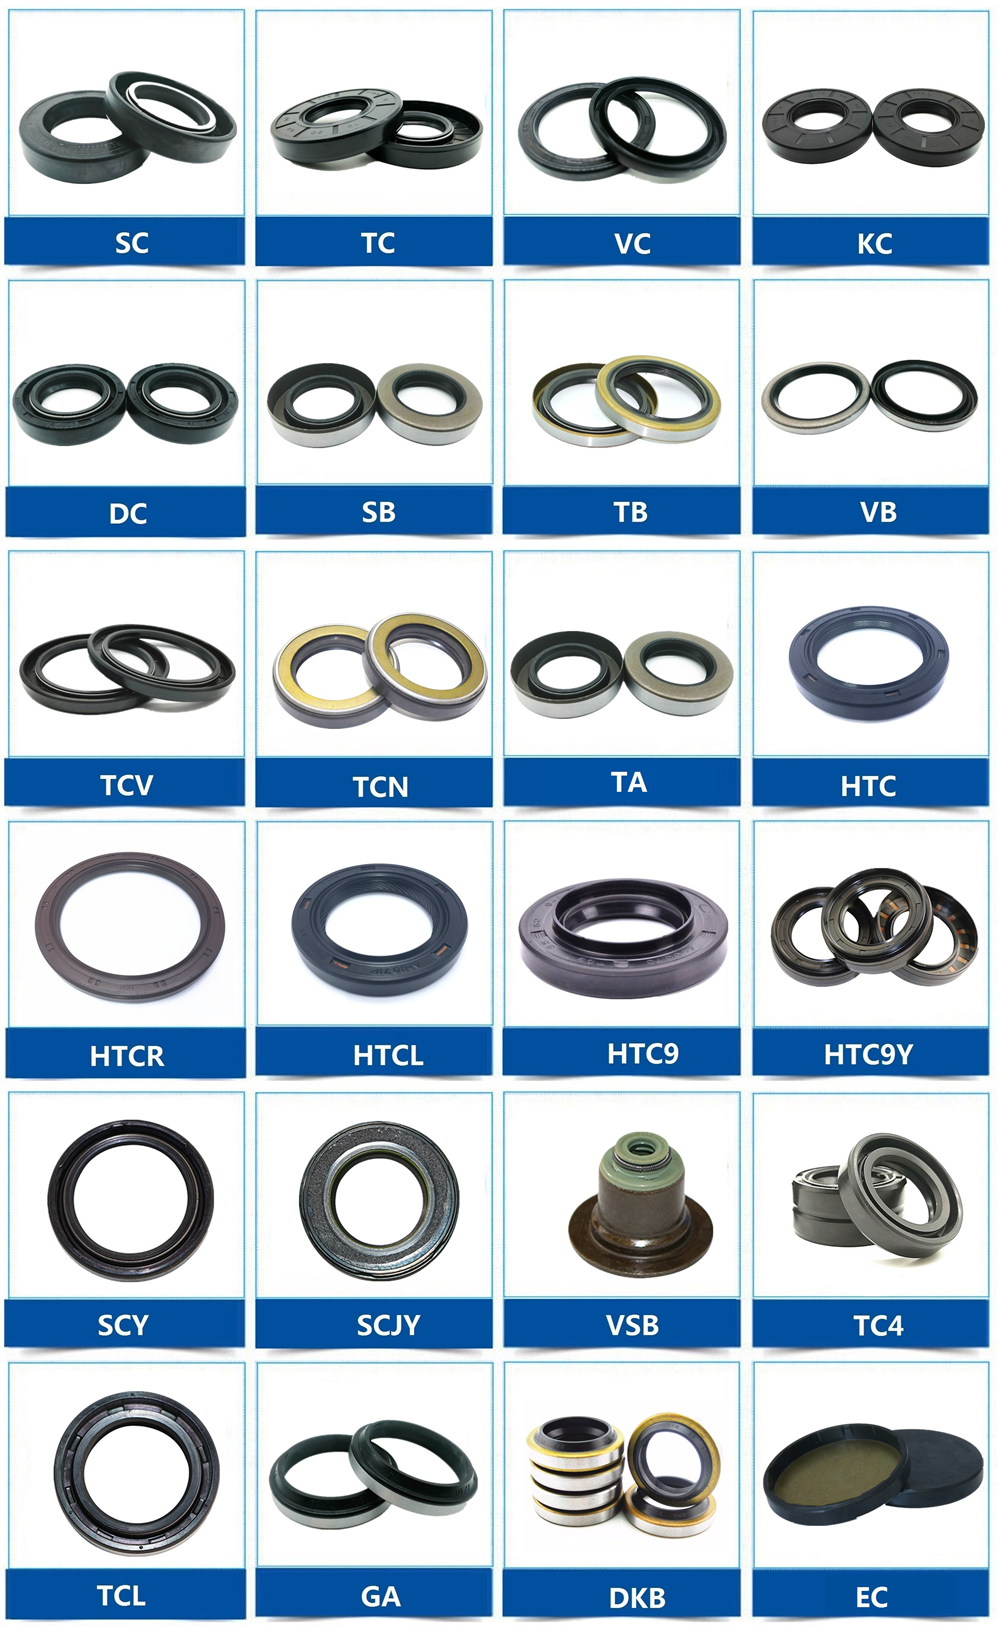 SC
TC
VC
KC
DC
SB
TB
VB
TCV
TCN
TA
HTC
HTCR
HTCL
HTC9
HTC9Y
SCY
SCJY
VSB
TC4
TCL
GA
DKB
EC